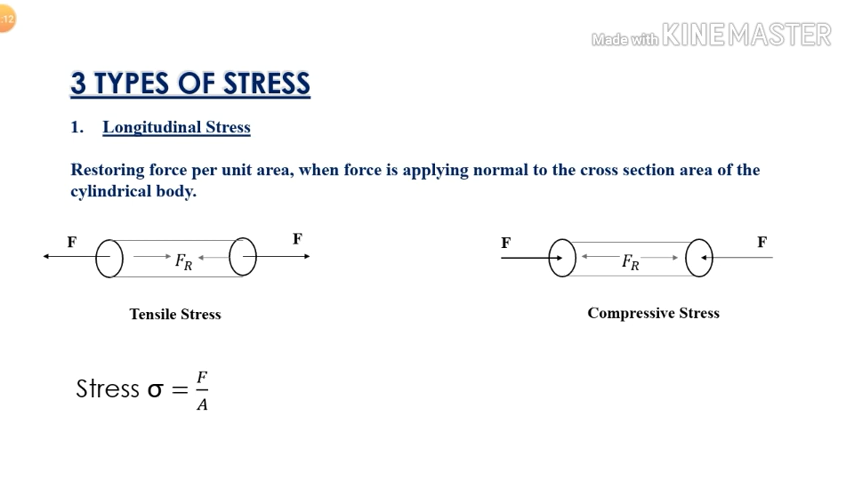 :12
Made with KINEMASTER
3 TYPES OF STRESS
1. Longitudinal Stress
Restoring force per unit area, when force is applying normal to the cross section area of the
cylindrical body.
F F F F
F_R F_R
Tensile Stress Compressive Stress
Stress σ = F/A